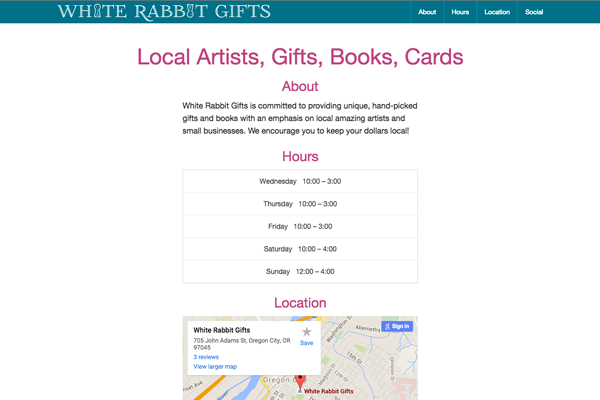 WHITE RABBIT GIFTS
About Hours Location Social
Local Artists, Gifts, Books, Cards
About
White Rabbit Gifts is committed to providing unique, hand-picked
gifts and books with an emphasis on local amazing artists and
small businesses. We encourage you to keep your dollars local!
Hours
Wednesday 10:00 – 3:00
Thursday 10:00 – 3:00
Friday 10:00 – 3:00
Saturday 10:00 – 4:00
Sunday 12:00 – 4:00
Location
White Rabbit Gifts
705 John Adams St, Oregon City, OR
97045
3 reviews
View larger map
Save
Sign in
Washington St
Abernethy
15th St
Oregon C
White Rabbit Gifts